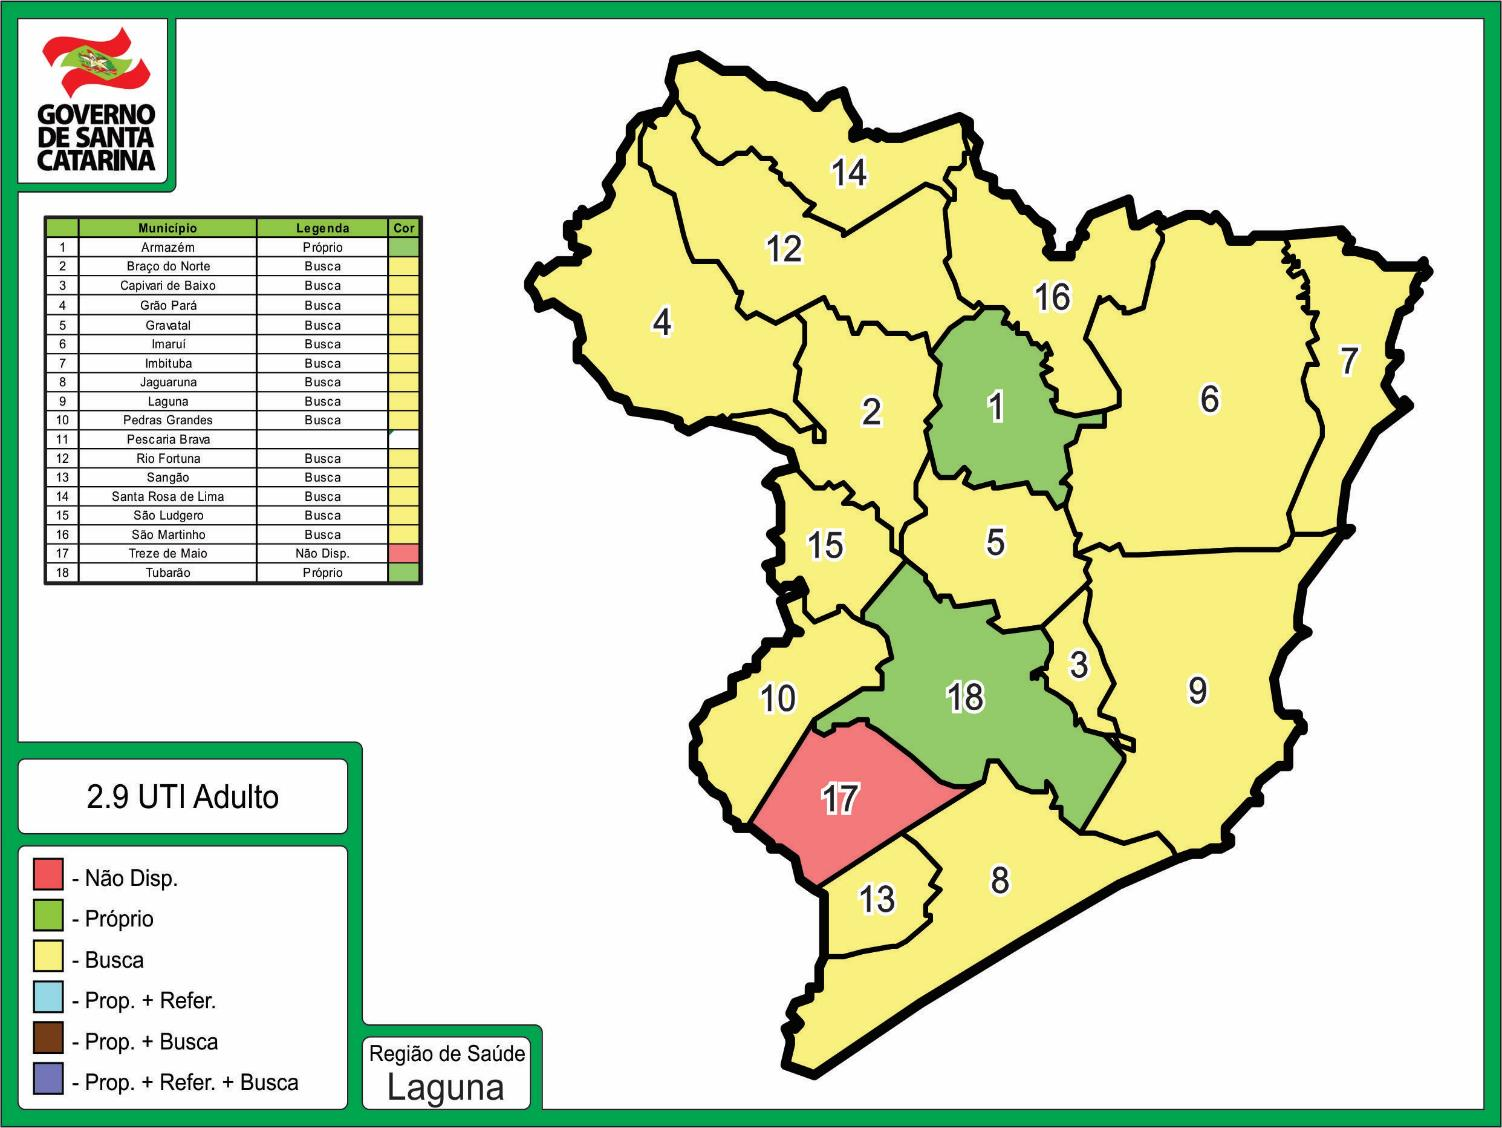 GOVERNO
DE SANTA
CATARINA
Município Legenda Cor
1 Armazém Próprio
2 Braço do Norte Busca
3 Capivari de Baixo Busca
4 Grão Pará Busca
5 Gravatal Busca
6 Imaruí Busca
7 Imbituba Busca
8 Jaguaruna Busca
9 Laguna Busca
10 Pedras Grandes Busca
11 Pescaria Brava
12 Rio Fortuna Busca
13 Sangão Busca
14 Santa Rosa de Lima Busca
15 São Ludgero Busca
16 São Martinho Busca
17 Treze de Maio Não Disp.
18 Tubarão Próprio
14
12
16
4
7
6
2
1
5
15
3
10
18
9
17
8
13
2.9 UTI Adulto
- Não Disp.
- Próprio
- Busca
- Prop. + Refer.
- Prop. + Busca
- Prop. + Refer. + Busca
Região de Saúde
Laguna